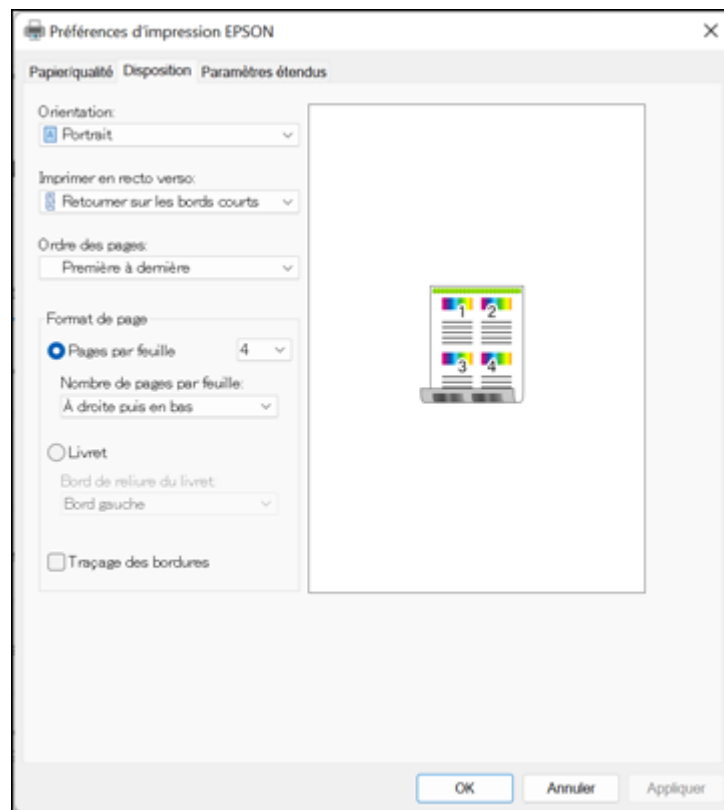 Préférences d'impression EPSON
Papier/qualité Disposition Paramètres étendus
Orientation:
Portrait
Imprimer en recto verso:
Retourner sur les bords courts
Ordre des pages:
Première à dernière
Format de page
Pages par feuille 4
Nombre de pages par feuille:
À droite puis en bas
Livret
Bord de reliure du livret:
Bord gauche
Traçage des bordures
1 2
3 4
OK Annuler Appliquer